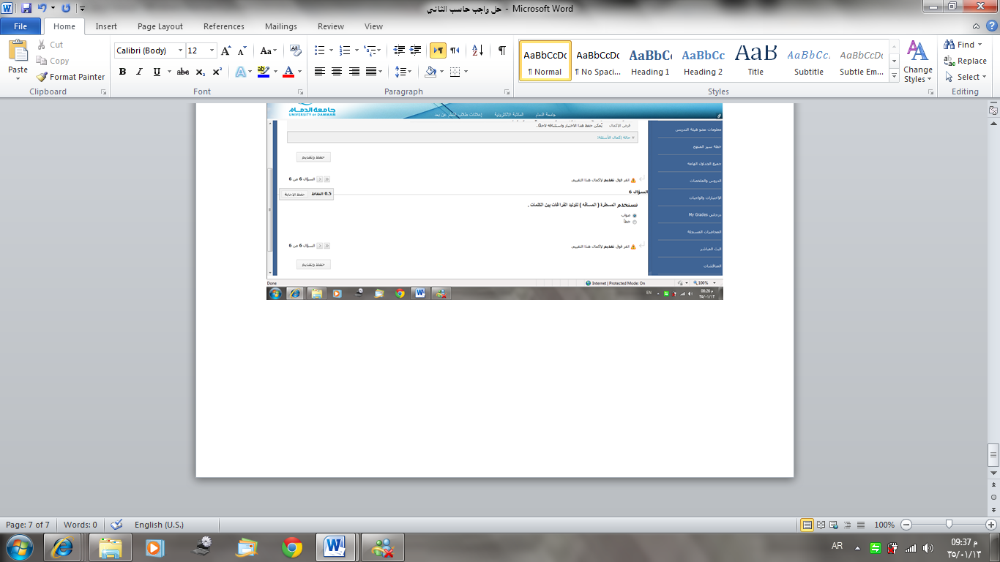 حل واجب حاسب الثاني - Microsoft Word
File Home Insert Page Layout References Mailings Review View
Paste
Cut
Copy
Format Painter
Calibri (Body) 12
AaBbCcDc AaBbCcDc AaBbCc AaBbCc AaB AaBbCc. AaBbCcDc
¶ Normal ¶ No Spaci... Heading 1 Heading 2 Title Subtitle Subtle Em...
Change Styles
Find
Replace
Select
Clipboard Font Paragraph Styles Editing
جامعة الدمام
UNIVERSITY OF DAMMAM
جامعة الدمام المكتبة الالكترونية إعلانات طلاب التعلم عن بعد
فرض الإكمال يُمكن حفظ هذا الاختبار واستئنافه لاحقًا.
حالة إكمال الأسئلة:
حفظ وتقديم
انقر فوق تقديم لإكمال هذا التقييم.
السؤال 6 من 6
السؤال 6
0.5 النقاط حفظ الإجابة
تستخدم المسطرة ( المسافه ) لتوليد الفراغات بين الكلمات .
صواب
خطأ
انقر فوق تقديم لإكمال هذا التقييم.
السؤال 6 من 6
حفظ وتقديم
معلومات عضو هيئة التدريس
خطة سير المنهج
جميع الجداول الهامه
الدروس والملخصات
الاختبارات والواجبات
درجاتي My Grades
المحاضرات المسجلة
البث المباشر
المناقشات
Done Internet | Protected Mode: On 100%
EN 08:26 م
٣٥/٠١/١٣
Page: 7 of 7 Words: 0 English (U.S.) 100%
AR 09:37 م
٣٥/٠١/١٣